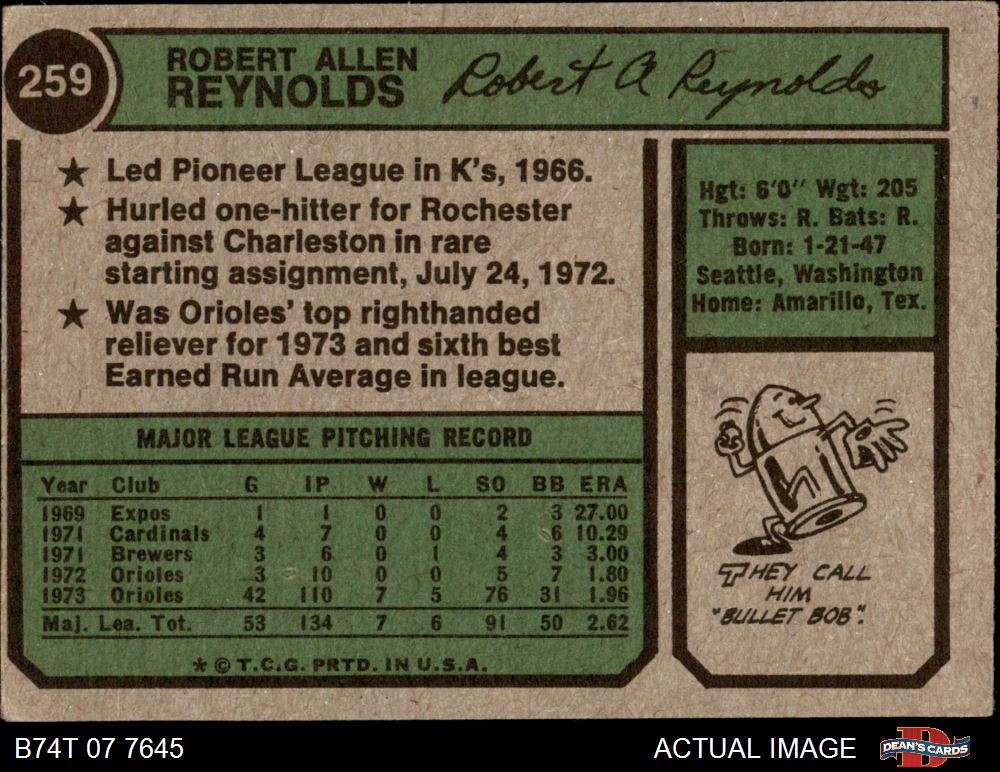 259
ROBERT ALLEN
REYNOLDS
Robert A Reynolds
★ Led Pioneer League in K's, 1966.
★ Hurled one-hitter for Rochester
against Charleston in rare
starting assignment, July 24, 1972.
★ Was Orioles' top righthanded
reliever for 1973 and sixth best
Earned Run Average in league.
Hgt: 6'0" Wgt: 205
Throws: R. Bats: R.
Born: 1-21-47
Seattle, Washington
Home: Amarillo, Tex.
MAJOR LEAGUE PITCHING RECORD
Year Club G IP W L SO BB ERA
1969 Expos 1 1 0 0 2 3 27.00
1971 Cardinals 4 7 0 0 4 6 10.29
1971 Brewers 3 6 0 1 4 3 3.00
1972 Orioles 3 10 0 0 5 7 1.80
1973 Orioles 42 110 7 5 76 31 1.96
Maj. Lea. Tot. 53 134 7 6 91 50 2.62
* © T.C.G. PRTD. IN U.S.A.
THEY CALL
HIM
"BULLET BOB".
B74T 07 7645
ACTUAL IMAGE
DEAN'S CARDS